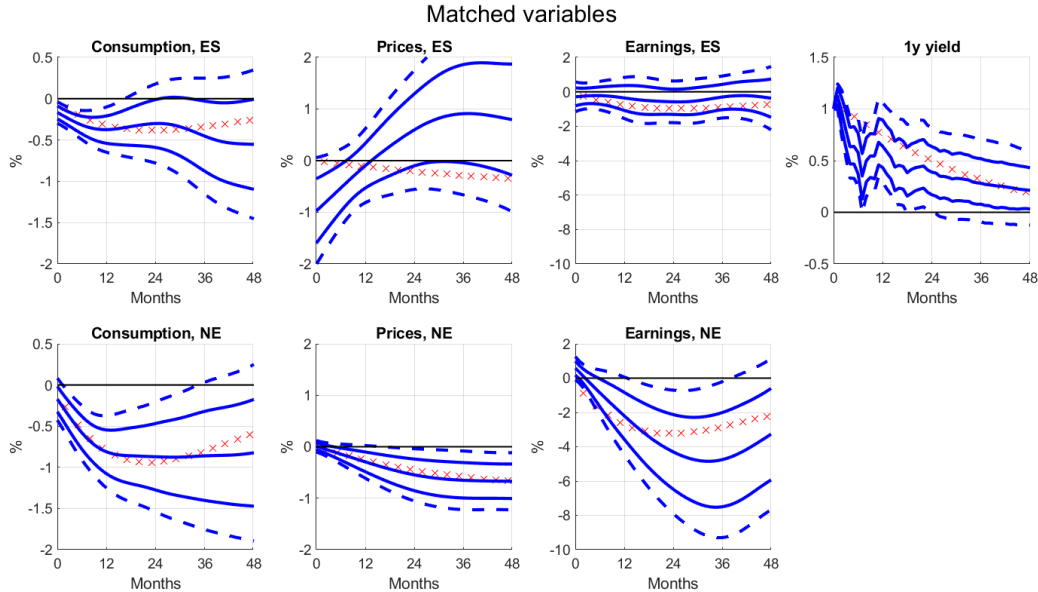 Matched variables
Consumption, ES
0.5
0
-0.5
-1
-1.5
-2
%
0 12 24 36 48
Months
Prices, ES
2
1
0
-1
-2
%
0 12 24 36 48
Months
Earnings, ES
2
0
-2
-4
-6
-8
-10
%
0 12 24 36 48
Months
1y yield
1.5
1
0.5
0
-0.5
%
0 12 24 36 48
Months
Consumption, NE
0.5
0
-0.5
-1
-1.5
-2
%
0 12 24 36 48
Months
Prices, NE
2
1
0
-1
-2
%
0 12 24 36 48
Months
Earnings, NE
2
0
-2
-4
-6
-8
-10
%
0 12 24 36 48
Months